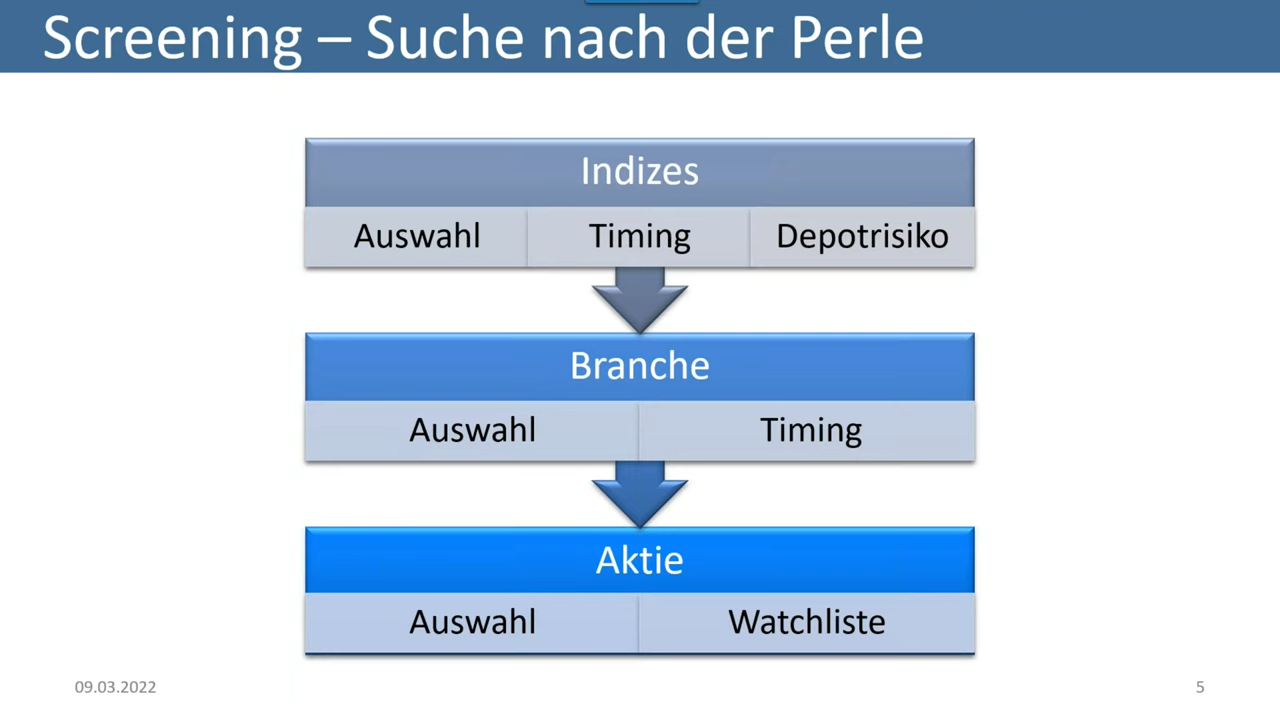 Screening – Suche nach der Perle
Indizes
Auswahl Timing Depotrisiko
Branche
Auswahl Timing
Aktie
Auswahl Watchliste
09.03.2022 5